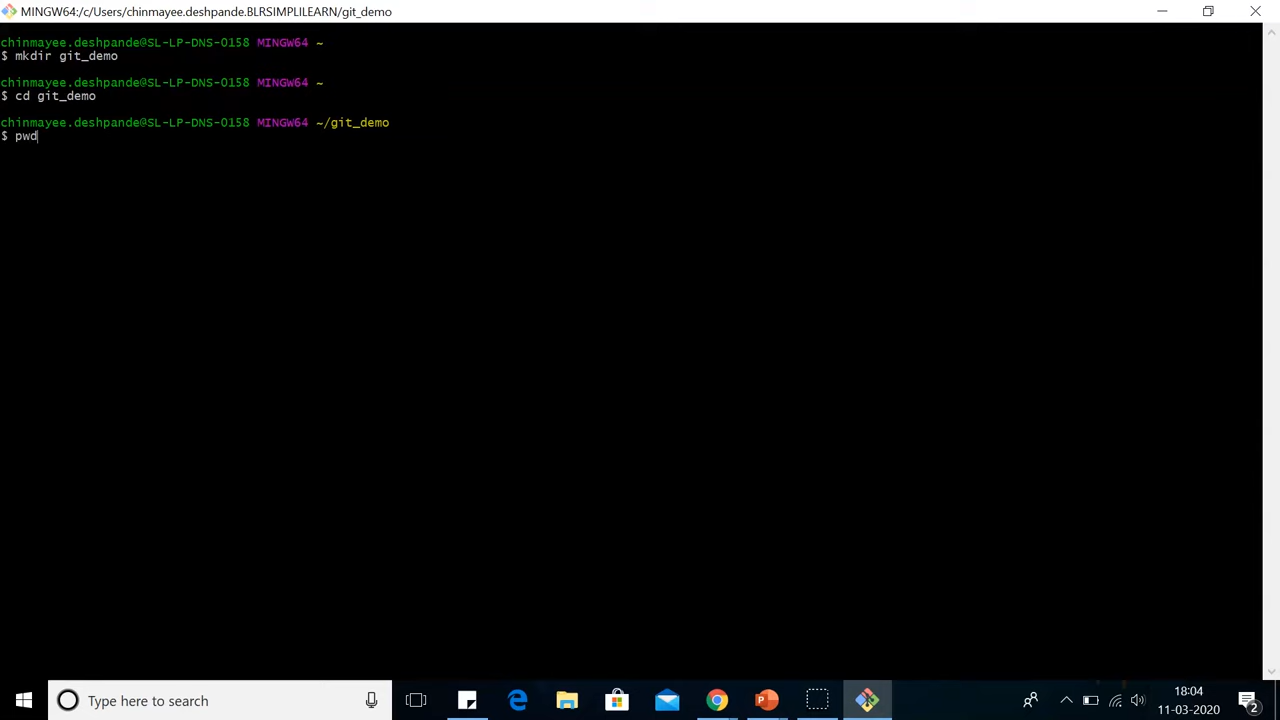 MINGW64:/c/Users/chinmayee.deshpande.BLRSIMPLILEARN/git_demo
chinmayee.deshpande@SL-LP-DNS-0158 MINGW64 ~
$ mkdir git_demo
chinmayee.deshpande@SL-LP-DNS-0158 MINGW64 ~
$ cd git_demo
chinmayee.deshpande@SL-LP-DNS-0158 MINGW64 ~/git_demo
$ pwd
Type here to search
18:04
11-03-2020
2